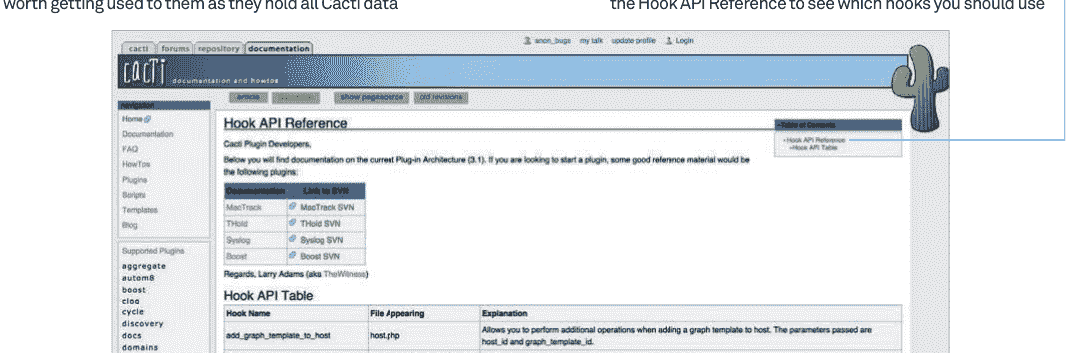 worth getting used to them as they hold all Cacti data
the Hook API Reference to see which hooks you should use
cacti forums repository documentation
anon_bugs my talk update profile Login
cacti documentation and howtos
article show pagesource old revisions
navigation
Home
Documentation
FAQ
HowTos
Plugins
Scripts
Templates
Blog
Supported Plugins
aggregate
autom8
boost
clog
cycle
discovery
docs
domains
Hook API Reference
Table of Contents
Hook API Reference
Hook API Table
Cacti Plugin Developers,
Below you will find documentation on the current Plug-in Architecture (3.1). If you are looking to start a plugin, some good reference material would be
the following plugins:
Documentation Link to SVN
MacTrack MacTrack SVN
THold THold SVN
Syslog Syslog SVN
Boost Boost SVN
Regards, Larry Adams (aka TheWitness)
Hook API Table
Hook Name File Appearing Explanation
add_graph_template_to_host host.php Allows you to perform additional operations when adding a graph template to host. The parameters passed are
host_id and graph_template_id.